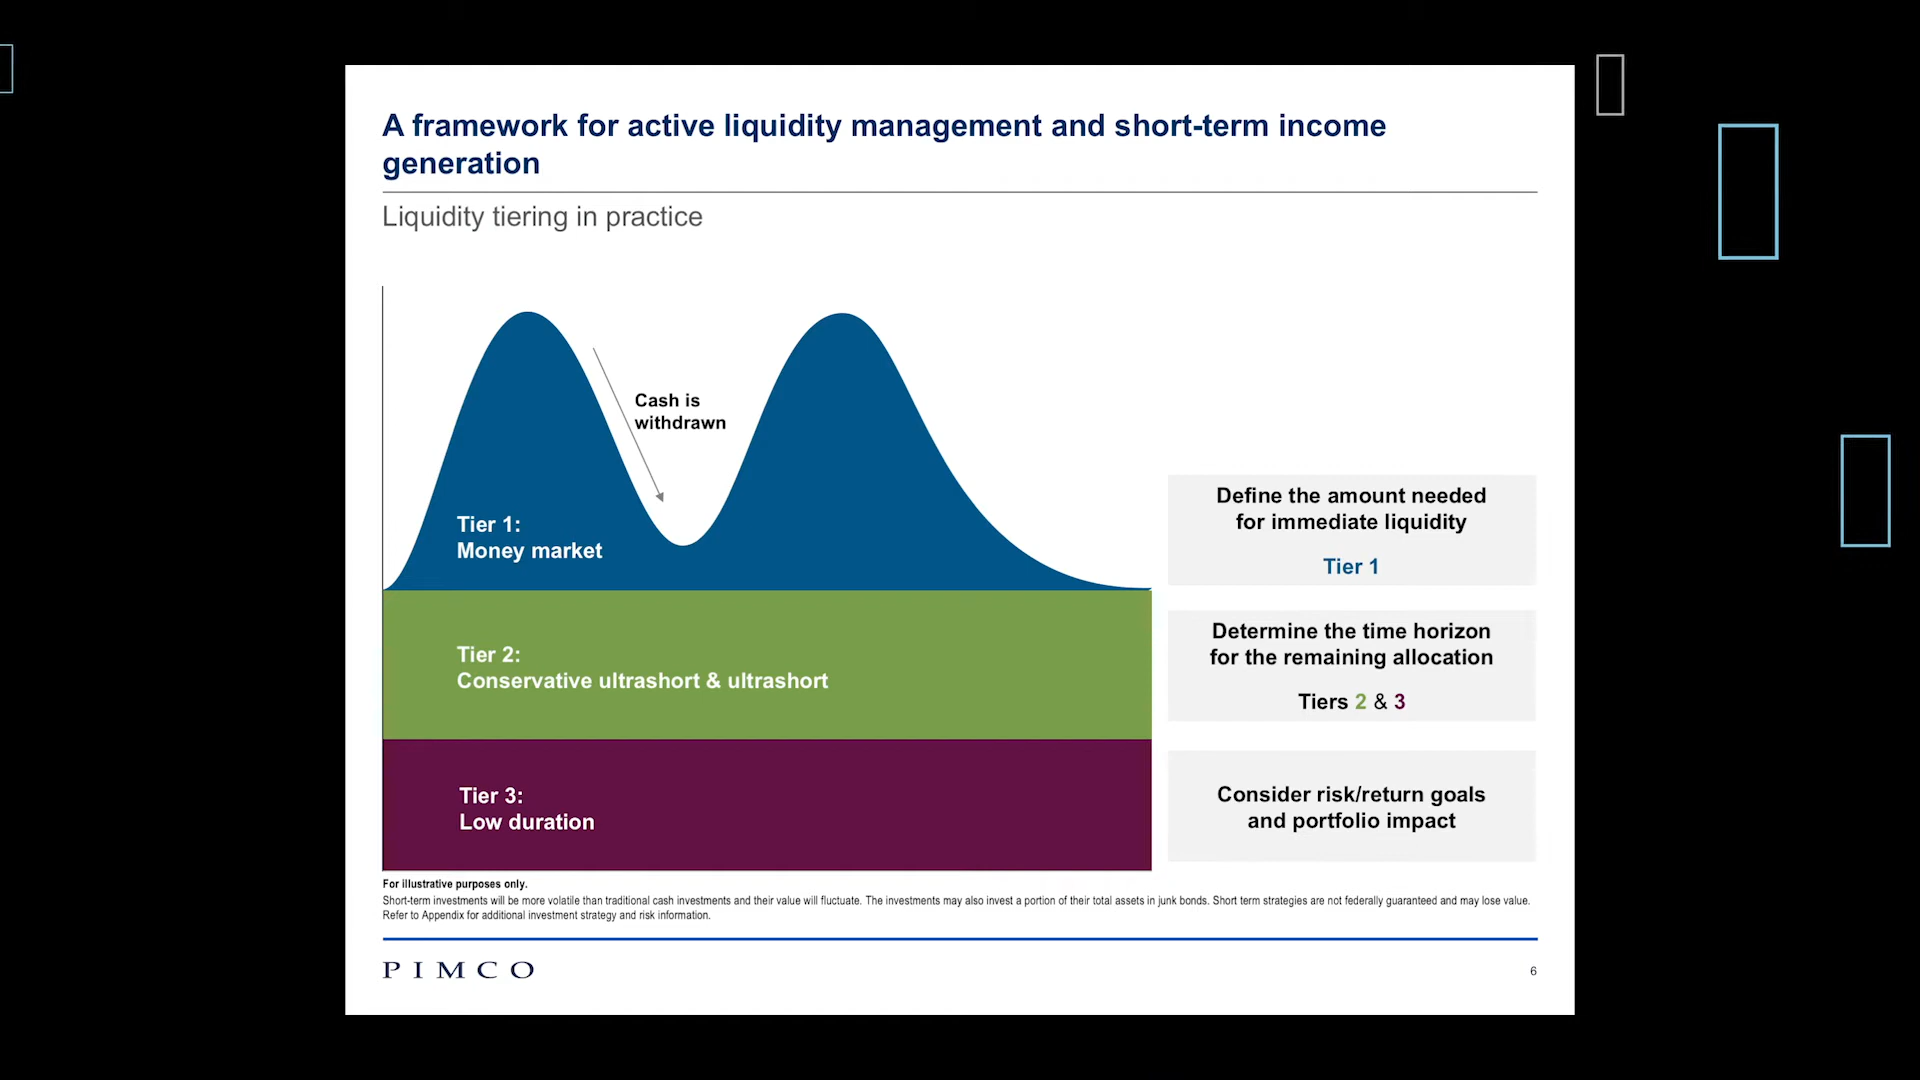 A framework for active liquidity management and short-term income
generation
Liquidity tiering in practice
Cash is
withdrawn
Tier 1:
Money market
Define the amount needed
for immediate liquidity
Tier 1
Tier 2:
Conservative ultrashort & ultrashort
Determine the time horizon
for the remaining allocation
Tiers 2 & 3
Tier 3:
Low duration
Consider risk/return goals
and portfolio impact
For illustrative purposes only.
Short-term investments will be more volatile than traditional cash investments and their value will fluctuate. The investments may also invest a portion of their total assets in junk bonds. Short term strategies are not federally guaranteed and may lose value.
Refer to Appendix for additional investment strategy and risk information.
PIMCO
6